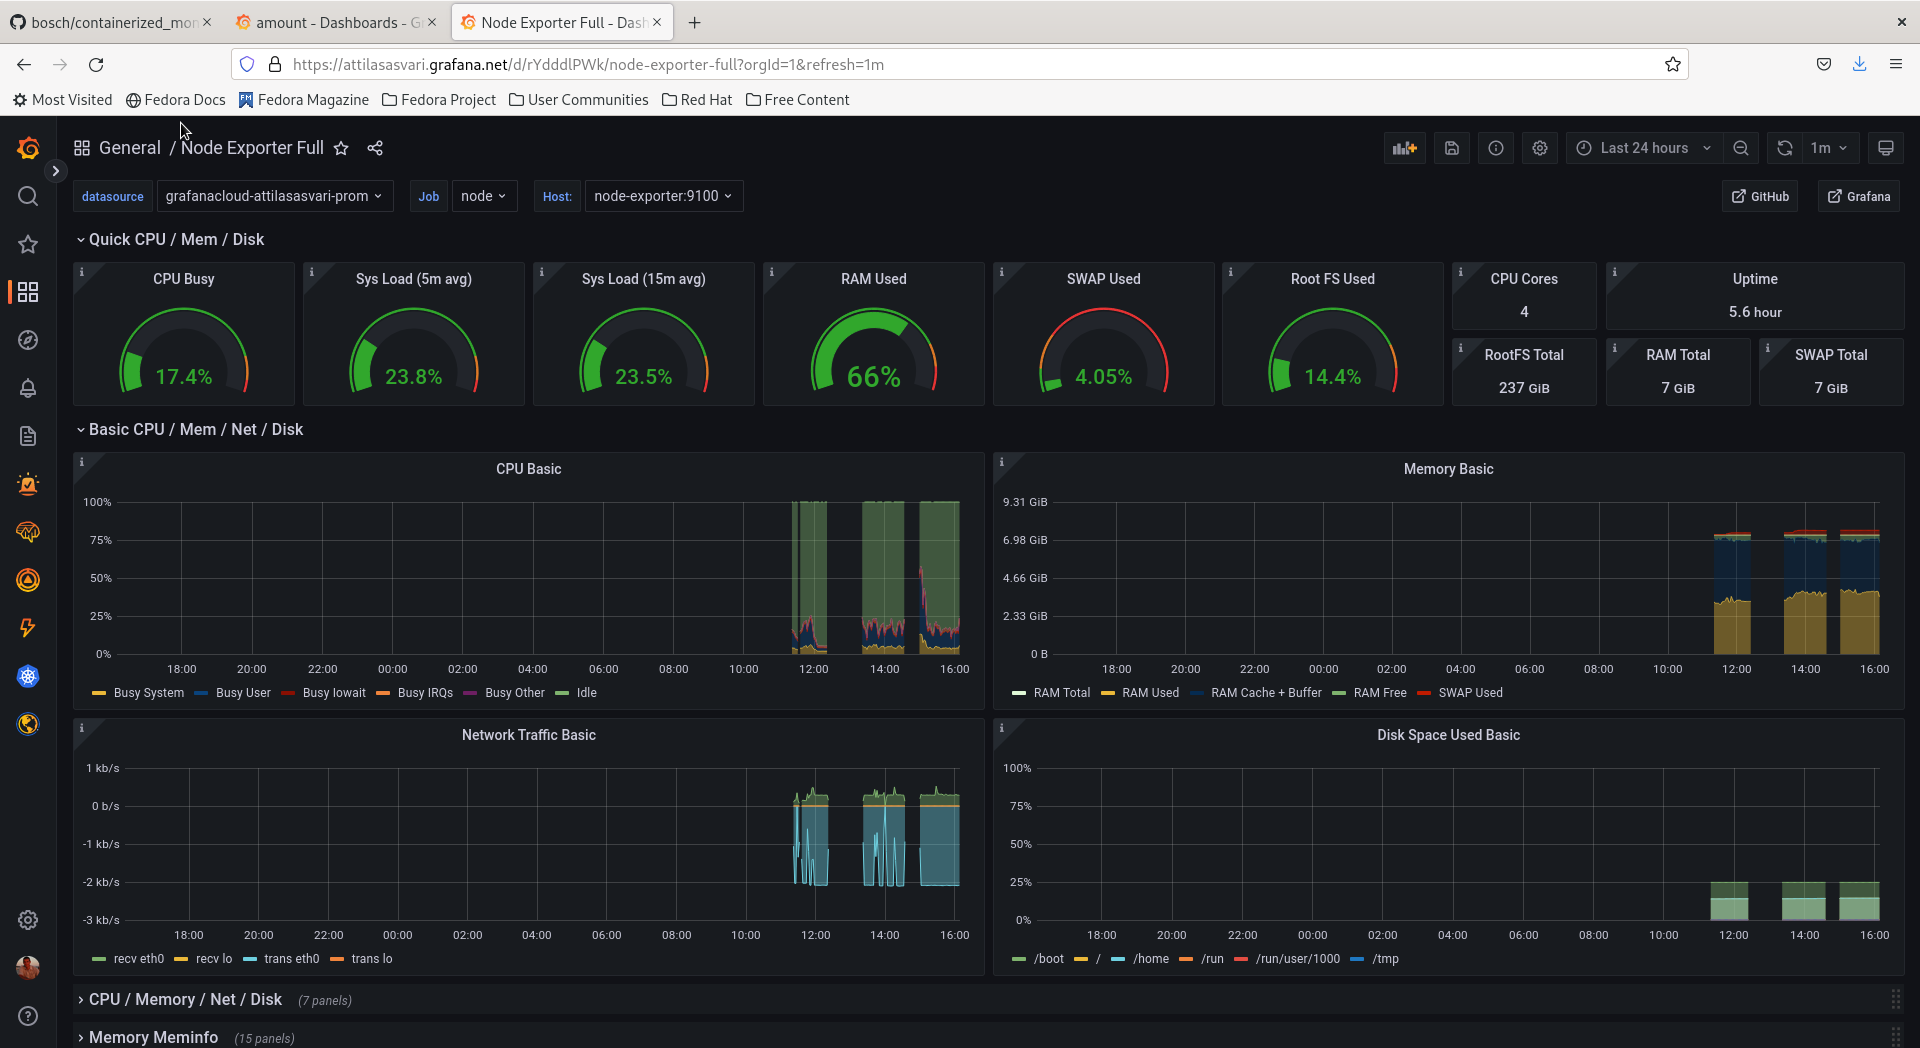 bosch/containerized_mon
amount - Dashboards - G
Node Exporter Full - Dash
https://attilasasvari.grafana.net/d/rYdddlPWk/node-exporter-full?orgId=1&refresh=1m
Most Visited Fedora Docs Fedora Magazine Fedora Project User Communities Red Hat Free Content
General / Node Exporter Full
Last 24 hours 1m
datasource grafanacloud-attilasasvari-prom Job node Host: node-exporter:9100 GitHub Grafana
Quick CPU / Mem / Disk
CPU Busy
17.4%
Sys Load (5m avg)
23.8%
Sys Load (15m avg)
23.5%
RAM Used
66%
SWAP Used
4.05%
Root FS Used
14.4%
CPU Cores
4
Uptime
5.6 hour
RootFS Total
237 GiB
RAM Total
7 GiB
SWAP Total
7 GiB
Basic CPU / Mem / Net / Disk
CPU Basic
100%
75%
50%
25%
0%
18:00 20:00 22:00 00:00 02:00 04:00 06:00 08:00 10:00 12:00 14:00 16:00
Busy System Busy User Busy Iowait Busy IRQs Busy Other Idle
Memory Basic
9.31 GiB
6.98 GiB
4.66 GiB
2.33 GiB
0 B
18:00 20:00 22:00 00:00 02:00 04:00 06:00 08:00 10:00 12:00 14:00 16:00
RAM Total RAM Used RAM Cache + Buffer RAM Free SWAP Used
Network Traffic Basic
1 kb/s
0 b/s
-1 kb/s
-2 kb/s
-3 kb/s
18:00 20:00 22:00 00:00 02:00 04:00 06:00 08:00 10:00 12:00 14:00 16:00
recv eth0 recv lo trans eth0 trans lo
Disk Space Used Basic
100%
75%
50%
25%
0%
18:00 20:00 22:00 00:00 02:00 04:00 06:00 08:00 10:00 12:00 14:00 16:00
/boot / /home /run /run/user/1000 /tmp
CPU / Memory / Net / Disk (7 panels)
Memory Meminfo (15 panels)